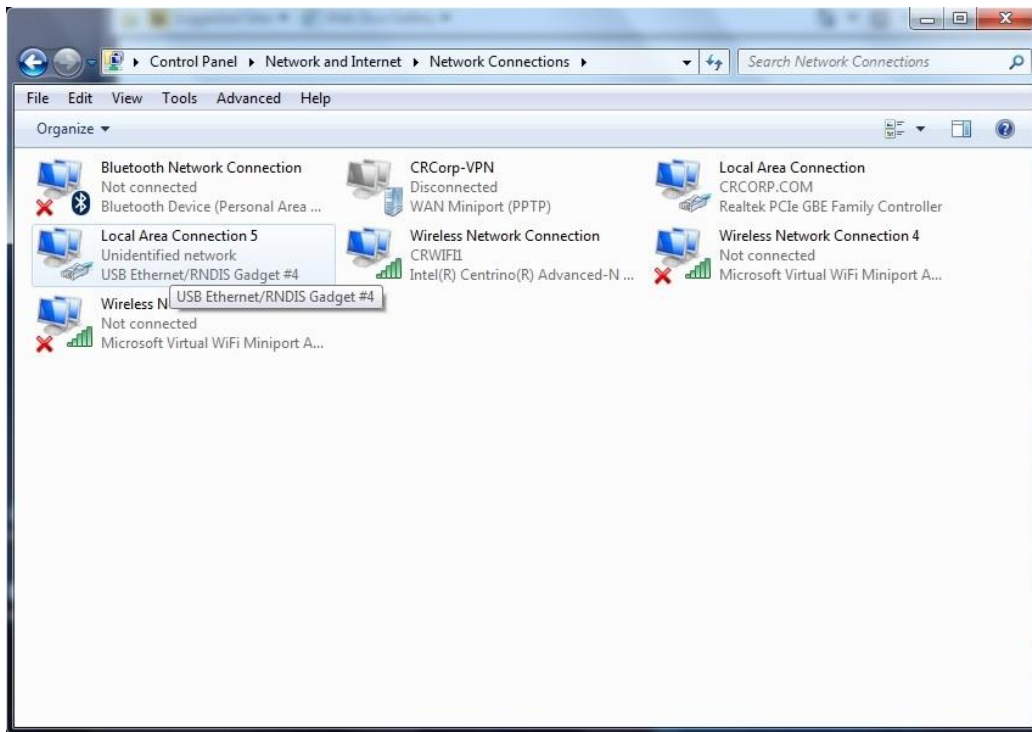 Control Panel ▸ Network and Internet ▸ Network Connections ▸
Search Network Connections
File Edit View Tools Advanced Help
Organize
Bluetooth Network Connection
Not connected
Bluetooth Device (Personal Area ...
CRCorp-VPN
Disconnected
WAN Miniport (PPTP)
Local Area Connection
CRCORP.COM
Realtek PCIe GBE Family Controller
Local Area Connection 5
Unidentified network
USB Ethernet/RNDIS Gadget #4
Wireless Network Connection
CRWIFI1
Intel(R) Centrino(R) Advanced-N ...
Wireless Network Connection 4
Not connected
Microsoft Virtual WiFi Miniport A...
Wireless N
USB Ethernet/RNDIS Gadget #4
Not connected
Microsoft Virtual WiFi Miniport A...